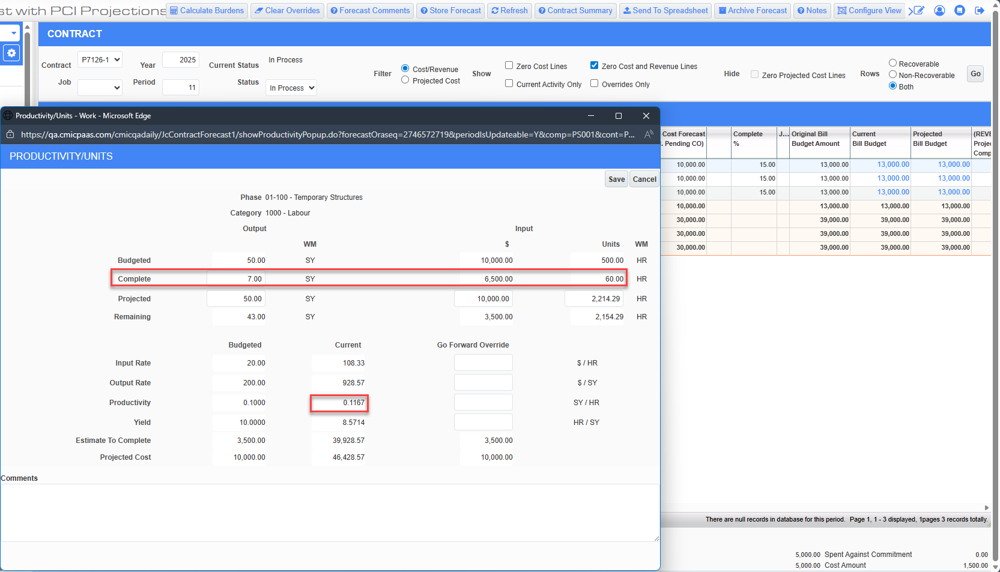 st with PCI Projections
Calculate Burdens Clear Overrides Forecast Comments Store Forecast Refresh Contract Summary Send To Spreadsheet Archive Forecast Notes Configure View
CONTRACT
Contract P7126-1 Year 2025 Current Status In Process
Job Period 11 Status In Process
Filter Cost/Revenue Projected Cost
Show Zero Cost Lines Zero Cost and Revenue Lines
Current Activity Only Overrides Only
Hide Zero Projected Cost Lines Rows Recoverable
Non-Recoverable
Both
Go
Productivity/Units - Work - Microsoft Edge
https://qa.cmicpaas.com/cmicqadaily/JcContractForecast1/showProductivityPopup.do?forecastOraseq=2746572719&periodIsUpdateable=Y&comp=PS001&cont=P...
PRODUCTIVITY/UNITS
Save Cancel
Phase 01-100 - Temporary Structures
Category 1000 - Labour
Output Input
WM $ Units WM
Budgeted 50.00 SY 10,000.00 500.00 HR
Complete 7.00 SY 6,500.00 60.00 HR
Projected 50.00 SY 10,000.00 2,214.29 HR
Remaining 43.00 SY 3,500.00 2,154.29 HR
Budgeted Current Go Forward Override
Input Rate 20.00 108.33 $ / HR
Output Rate 200.00 928.57 $ / SY
Productivity 0.1000 0.1167 SY / HR
Yield 10.0000 8.5714 HR / SY
Estimate To Complete 3,500.00 39,928.57 3,500.00
Projected Cost 10,000.00 46,428.57 10,000.00
Comments
Cost Forecast Complete J... Original Bill Current Projected (REVE
. Pending CO) % Budget Amount Bill Budget Bill Budget Projec
Comp
10,000.00 15.00 13,000.00 13,000.00 13,000.00
10,000.00 15.00 13,000.00 13,000.00 13,000.00
10,000.00 15.00 13,000.00 13,000.00 13,000.00
10,000.00 13,000.00 13,000.00 13,000.00
30,000.00 39,000.00 39,000.00 39,000.00
30,000.00 39,000.00 39,000.00 39,000.00
30,000.00 39,000.00 39,000.00 39,000.00
There are null records in database for this period. Page 1, 1 - 3 displayed, 1pages 3 records totally.
5,000.00 Spent Against Commitment 0.00
5,000.00 Cost Amount 1,500.00